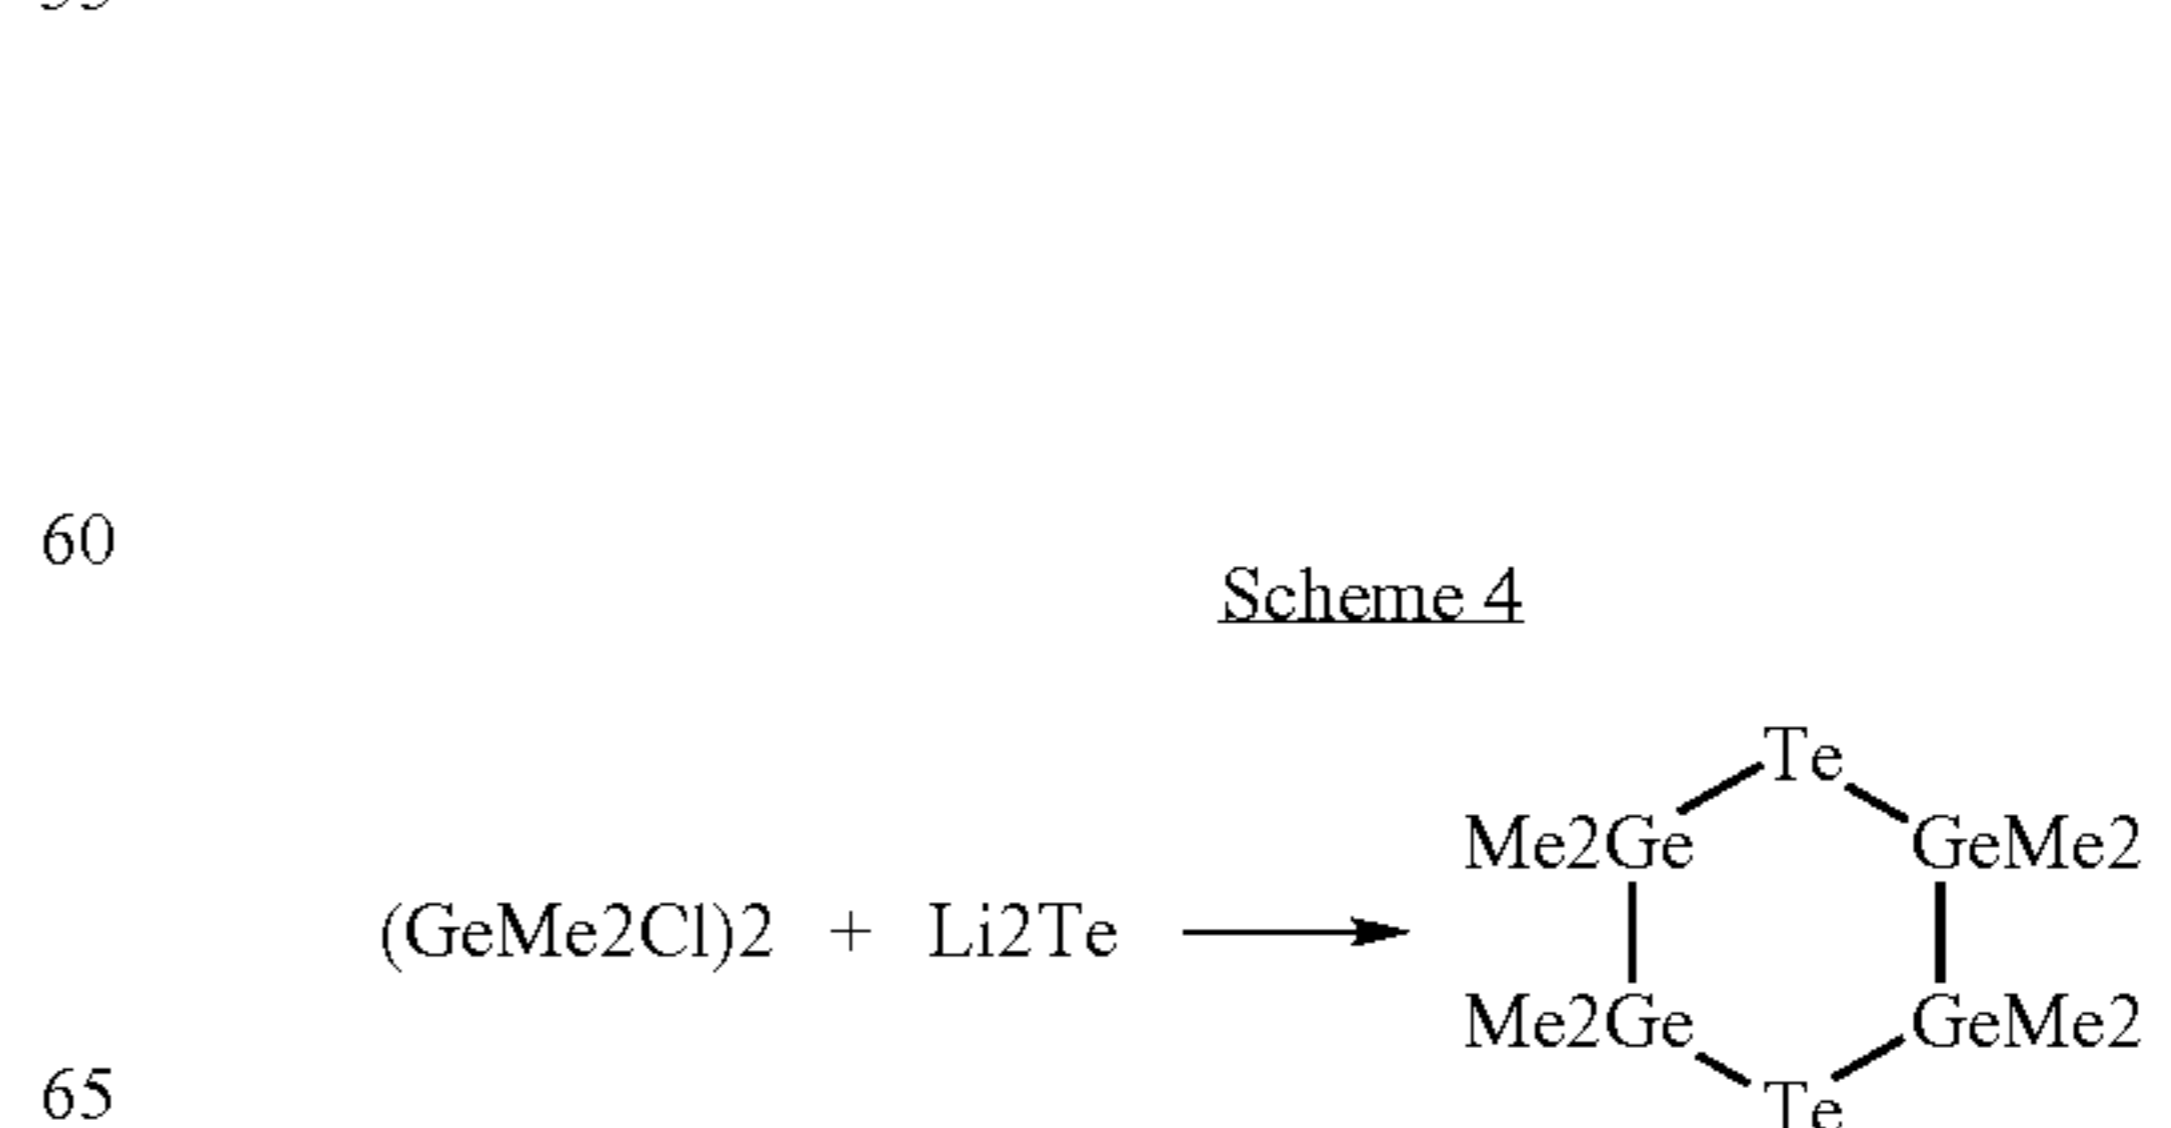 60
Scheme 4
Te
Me2Ge GeMe2
(GeMe2Cl)2 + Li2Te
Me2Ge GeMe2
65
Te